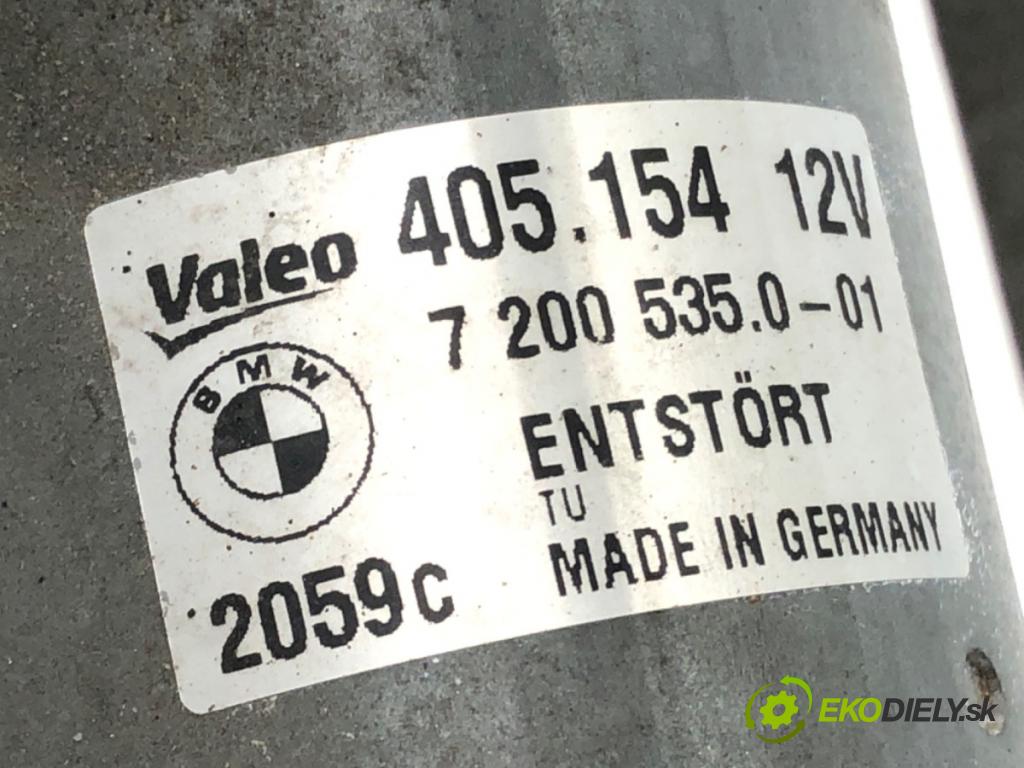 Valeo 405.154 12V
7 200 535.0-01
BMW
ENTSTÖRT
TU
2059c MADE IN GERMANY
EKODIELY.sk